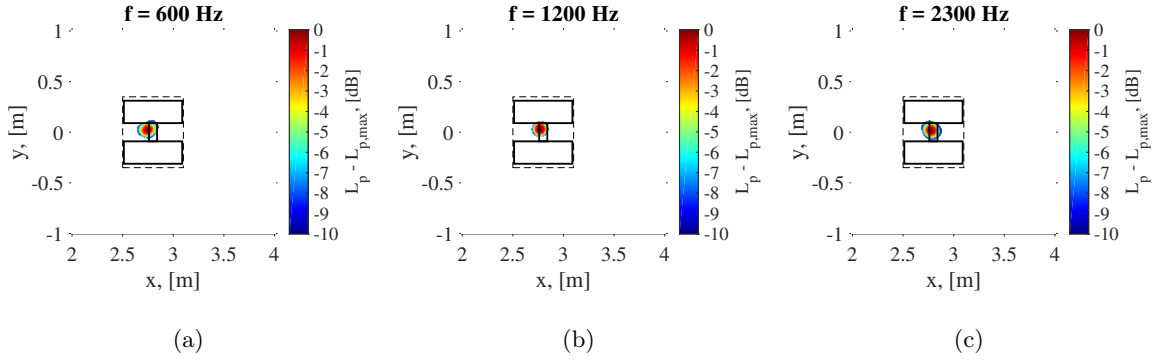 f = 600 Hz
1
0.5
0
-0.5
-1
2 2.5 3 3.5 4
x, [m]
y, [m]
0
-1
-2
-3
-4
-5
-6
-7
-8
-9
-10
L_p - L_{p,max}, [dB]
(a)
f = 1200 Hz
1
0.5
0
-0.5
-1
2 2.5 3 3.5 4
x, [m]
y, [m]
0
-1
-2
-3
-4
-5
-6
-7
-8
-9
-10
L_p - L_{p,max}, [dB]
(b)
f = 2300 Hz
1
0.5
0
-0.5
-1
2 2.5 3 3.5 4
x, [m]
y, [m]
0
-1
-2
-3
-4
-5
-6
-7
-8
-9
-10
L_p - L_{p,max}, [dB]
(c)